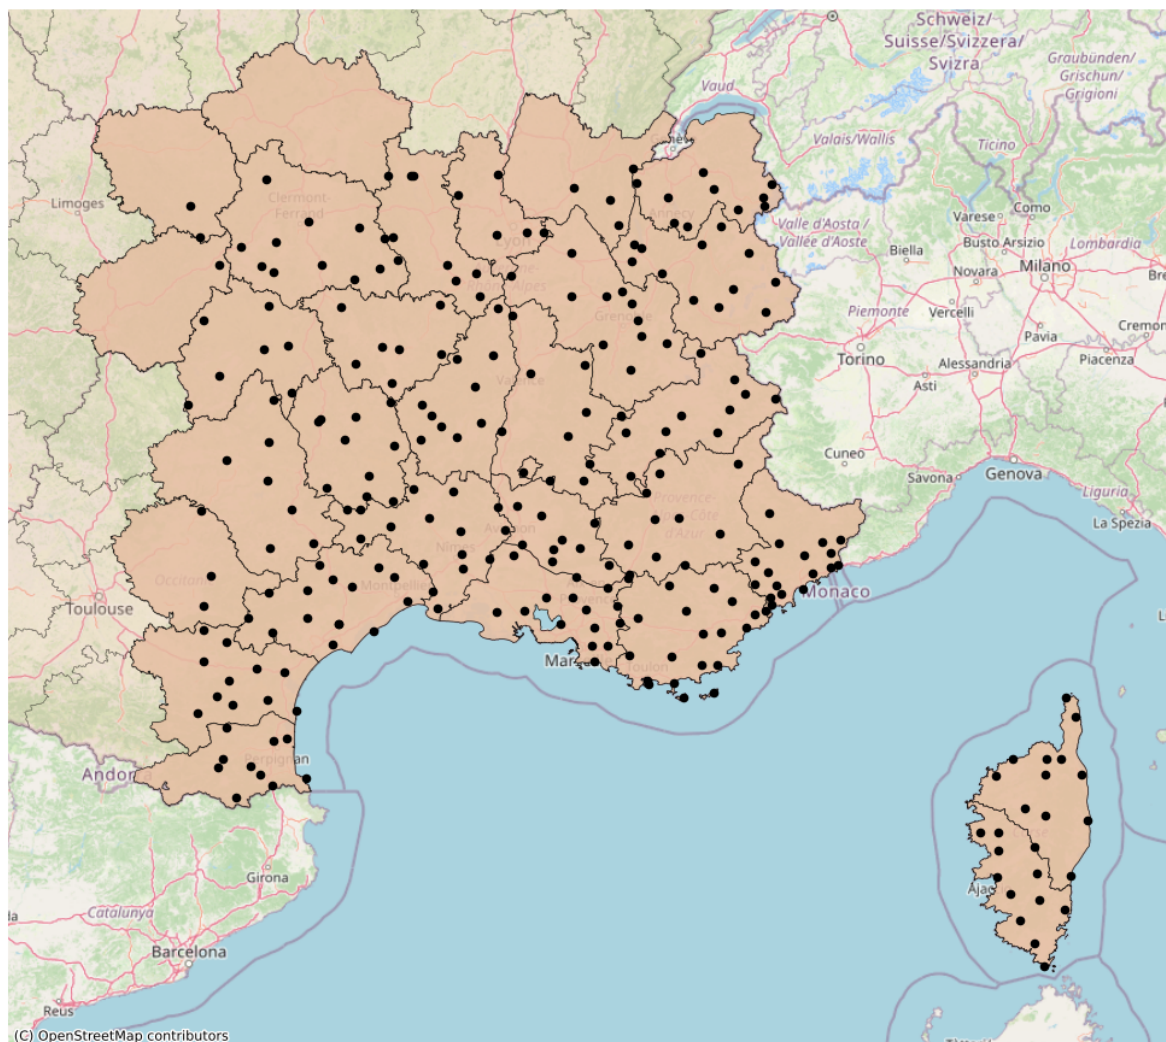 Schweiz/
Suisse/Svizzera/
Svizra
Graubünden/
Grischun/
Grigioni
Vaud
Valais/Wallis
Ticino
Limoges
Clermont-
Ferrand
Lyon
Annecy
Valle d'Aosta /
Vallée d'Aoste
Varese
Como
Busto Arsizio
Lombardia
Novara
Milano
Piemonte
Vercelli
Pavia
Cremon
Piacenza
Torino
Asti
Alessandria
Grenoble
Valence
Cuneo
Savona
Genova
Liguria
La Spezia
Provence-
Alpes-
Côte
d'Azur
Avignon
Nîmes
Occitanie
Montpellier
Toulouse
Monaco
Toulon
Andorra
Perpignan
Girona
Catalunya
Barcelona
Reus
Corse
(C) OpenStreetMap contributors